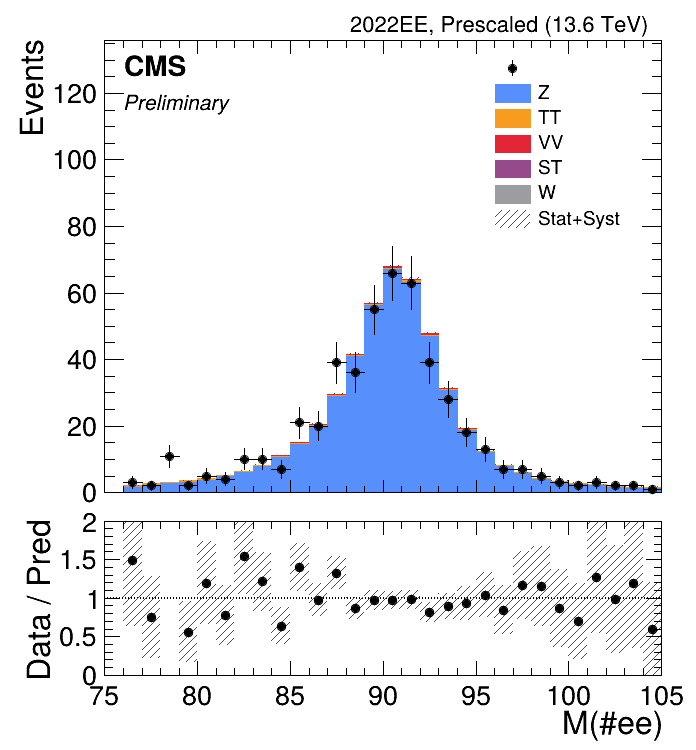 2022EE, Prescaled (13.6 TeV)
CMS
Preliminary
Events
120
100
80
60
40
20
0
Z
TT
VV
ST
W
Stat+Syst
Data / Pred
2
1.5
1
0.5
0
75 80 85 90 95 100 105
M(#ee)